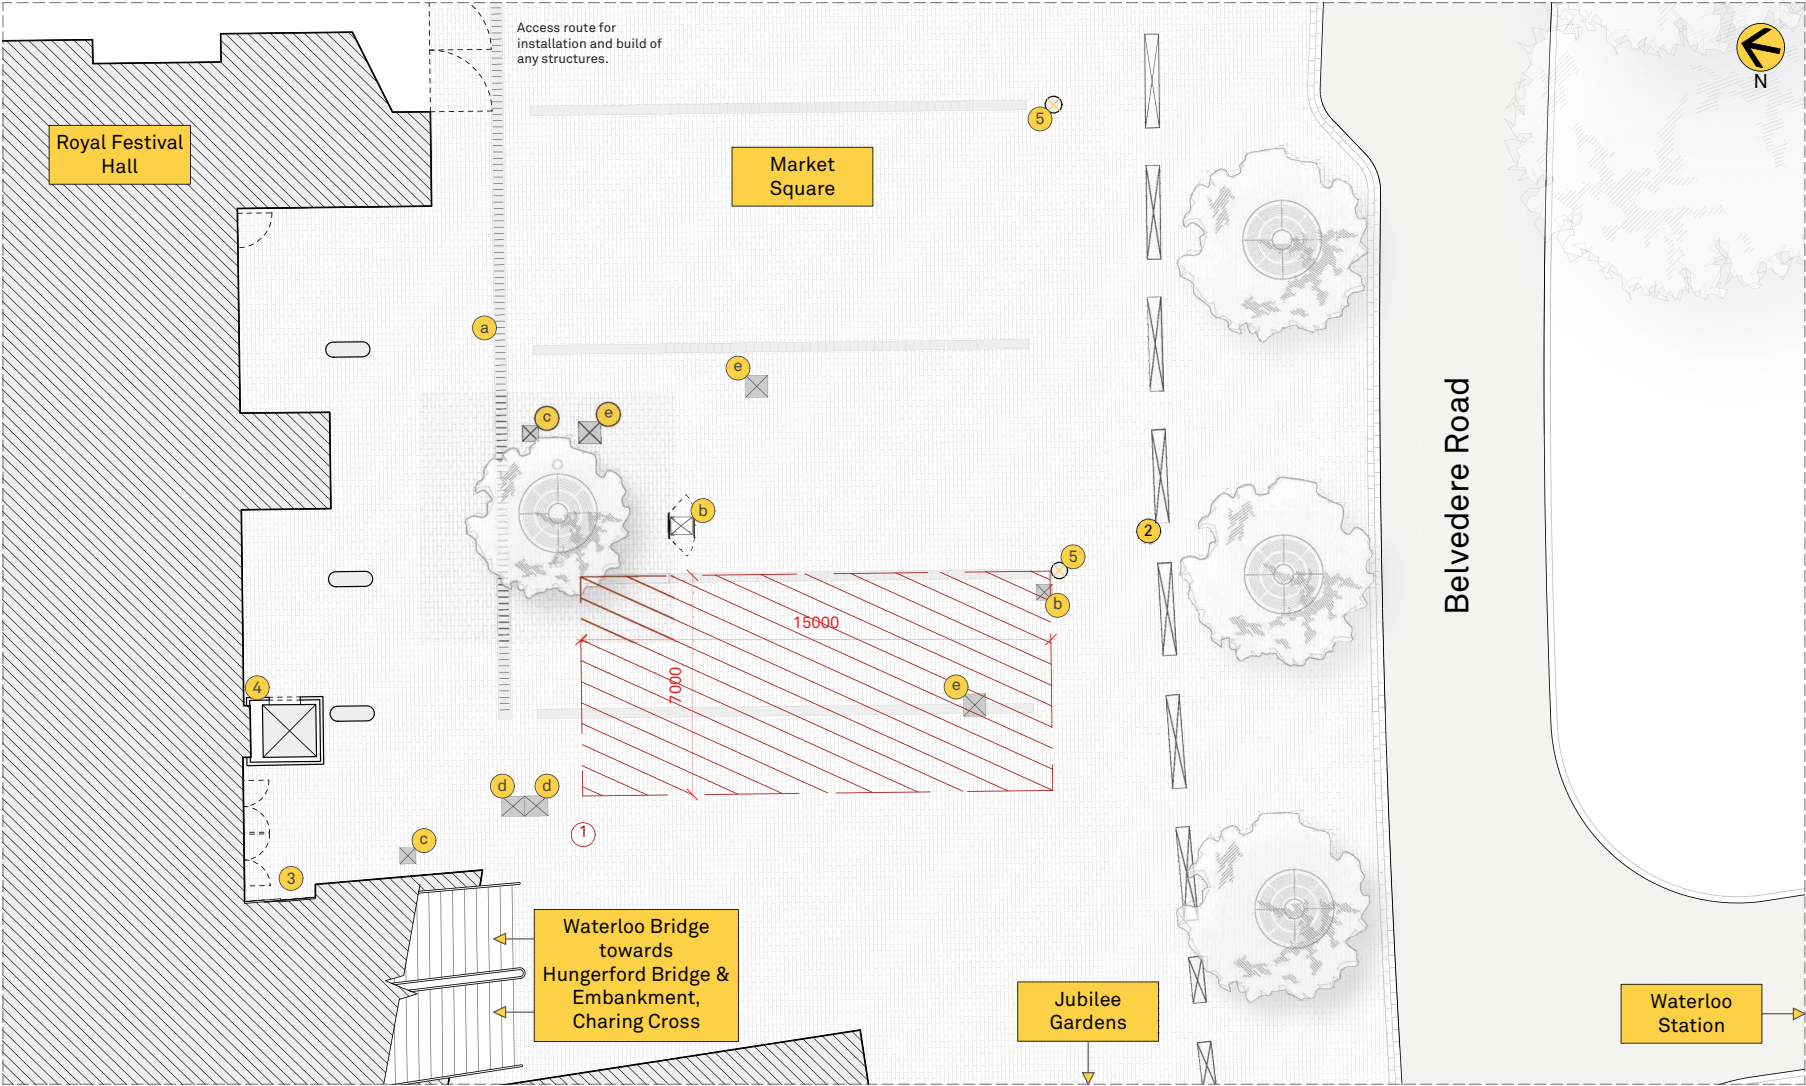 Access route for
installation and build of
any structures.
N
5
Royal Festival
Hall
Market
Square
a
e
c
e
b
2
5
b
15000
7000
e
4
d
d
1
c
3
Belvedere Road
Waterloo Bridge
towards
Hungerford Bridge &
Embankment,
Charing Cross
Jubilee
Gardens
Waterloo
Station